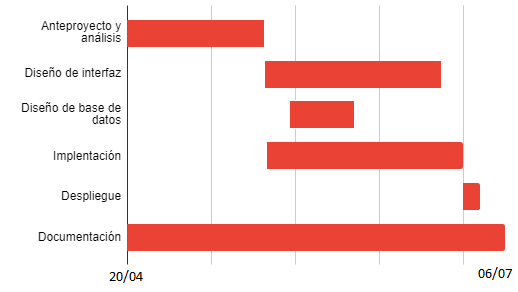 Anteproyecto y
análisis
Diseño de interfaz
Diseño de base de
datos
Implentación
Despliegue
Documentación
20/04
06/07